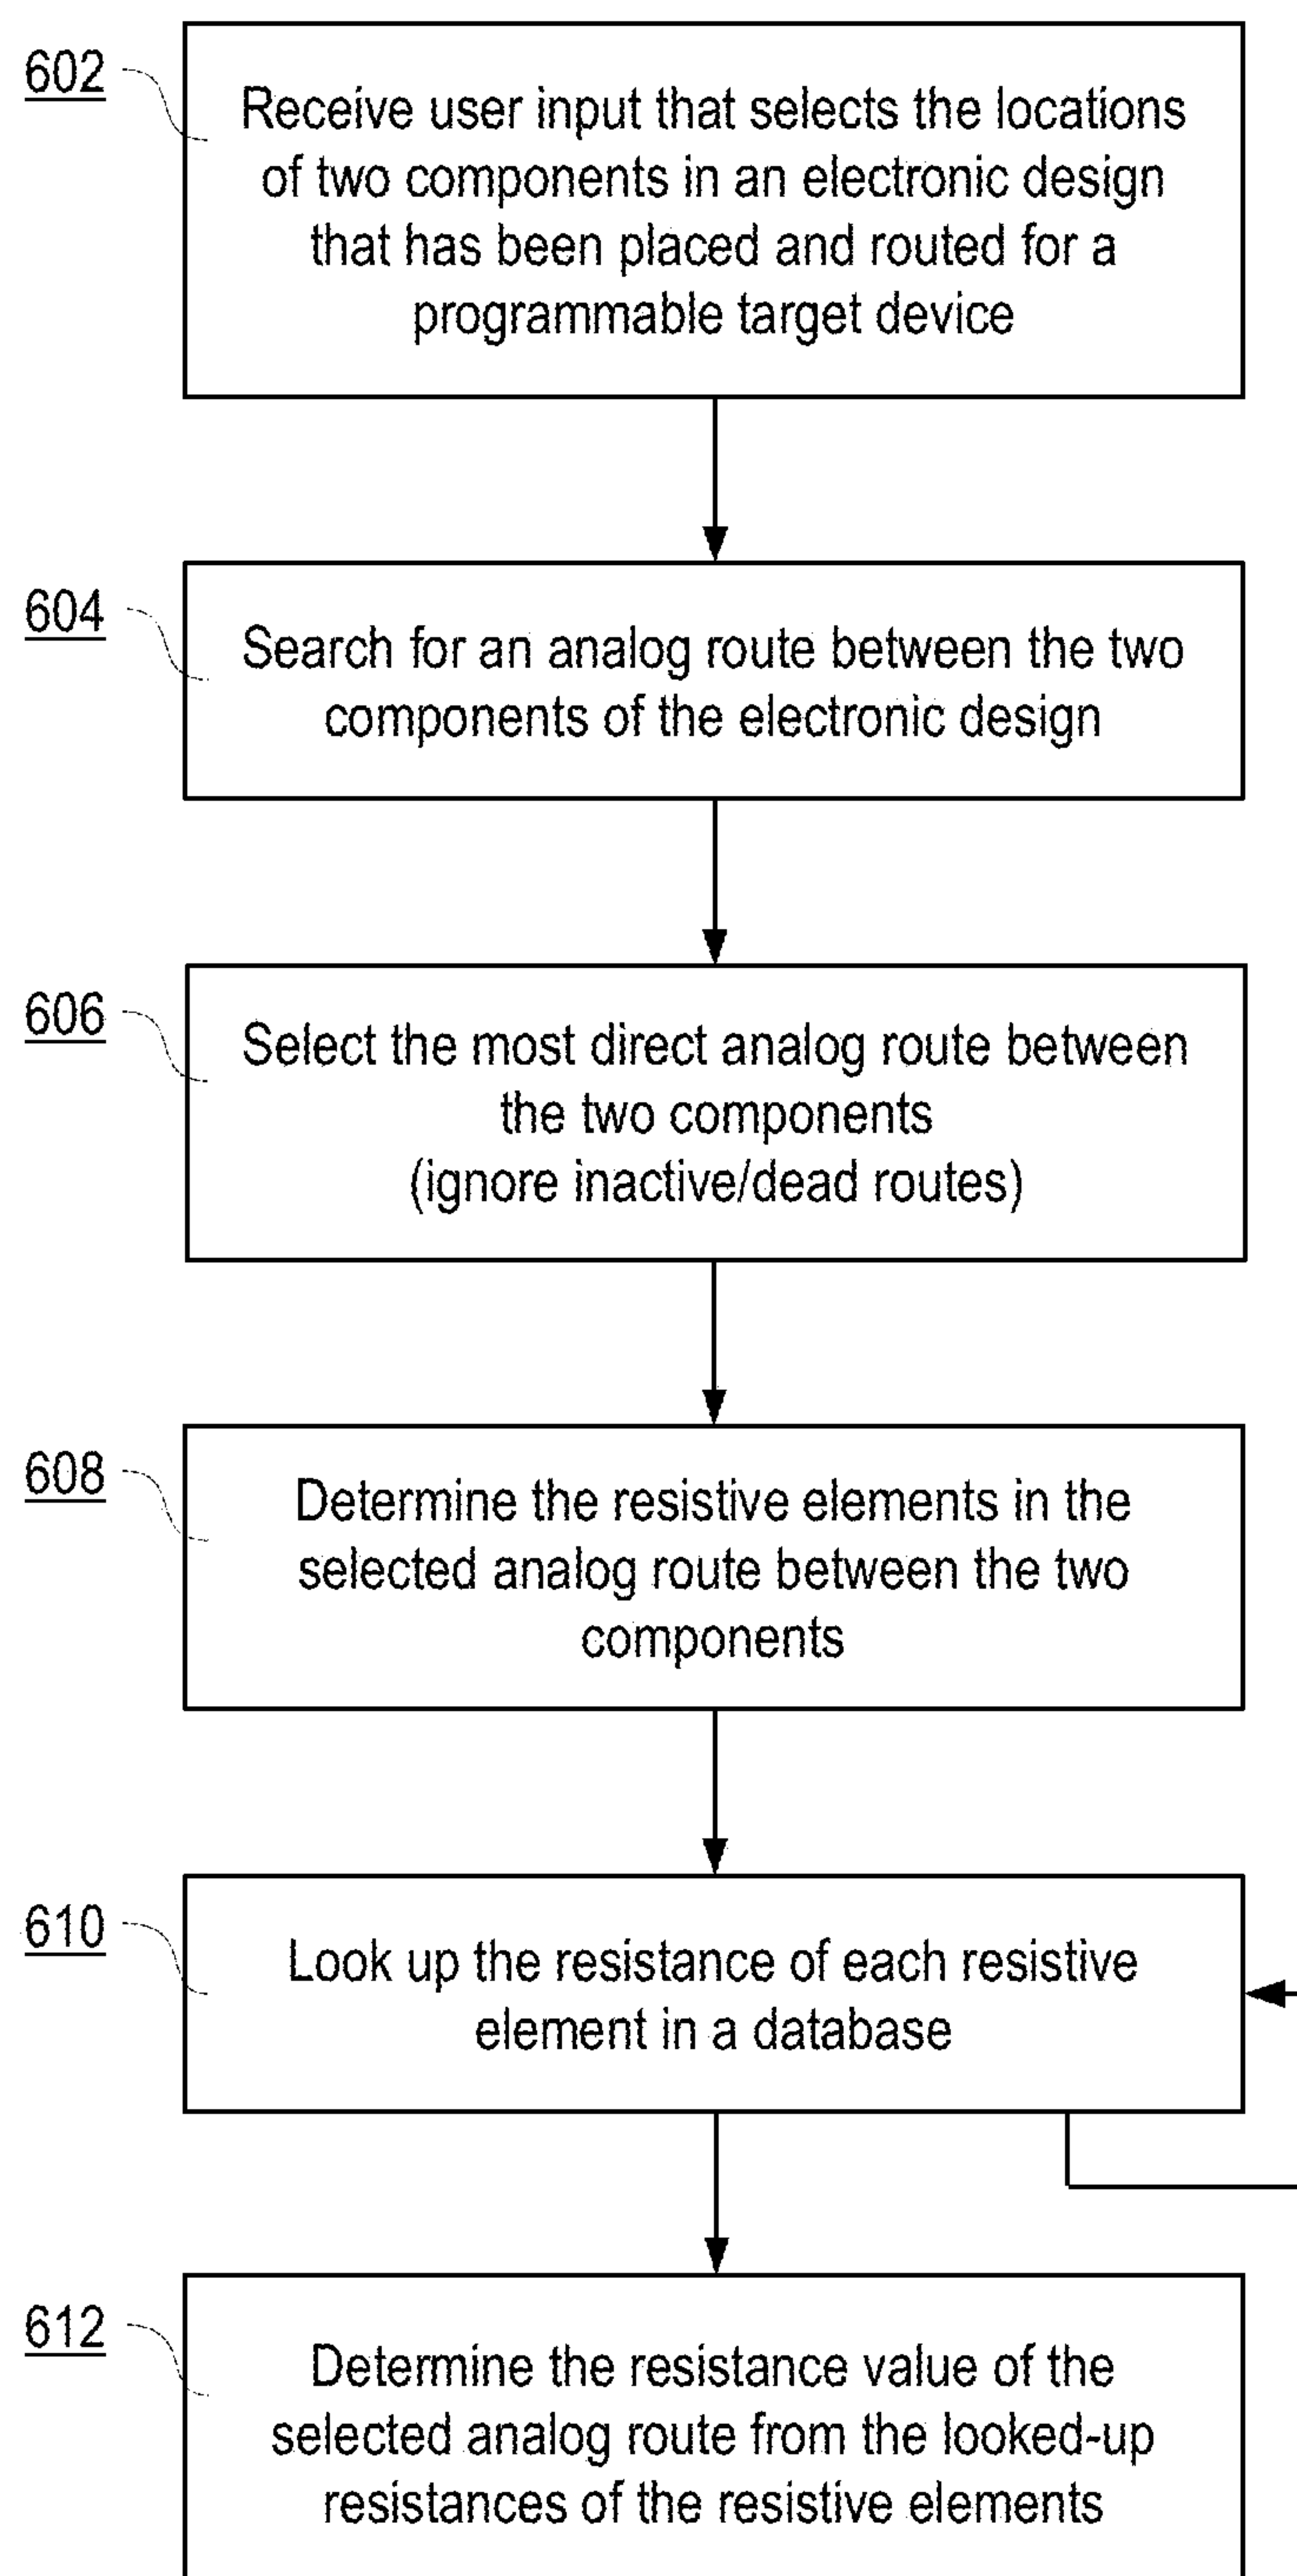 602
Receive user input that selects the locations
of two components in an electronic design
that has been placed and routed for a
programmable target device
604
Search for an analog route between the two
components of the electronic design
606
Select the most direct analog route between
the two components
(ignore inactive/dead routes)
608
Determine the resistive elements in the
selected analog route between the two
components
610
Look up the resistance of each resistive
element in a database
612
Determine the resistance value of the
selected analog route from the looked-up
resistances of the resistive elements